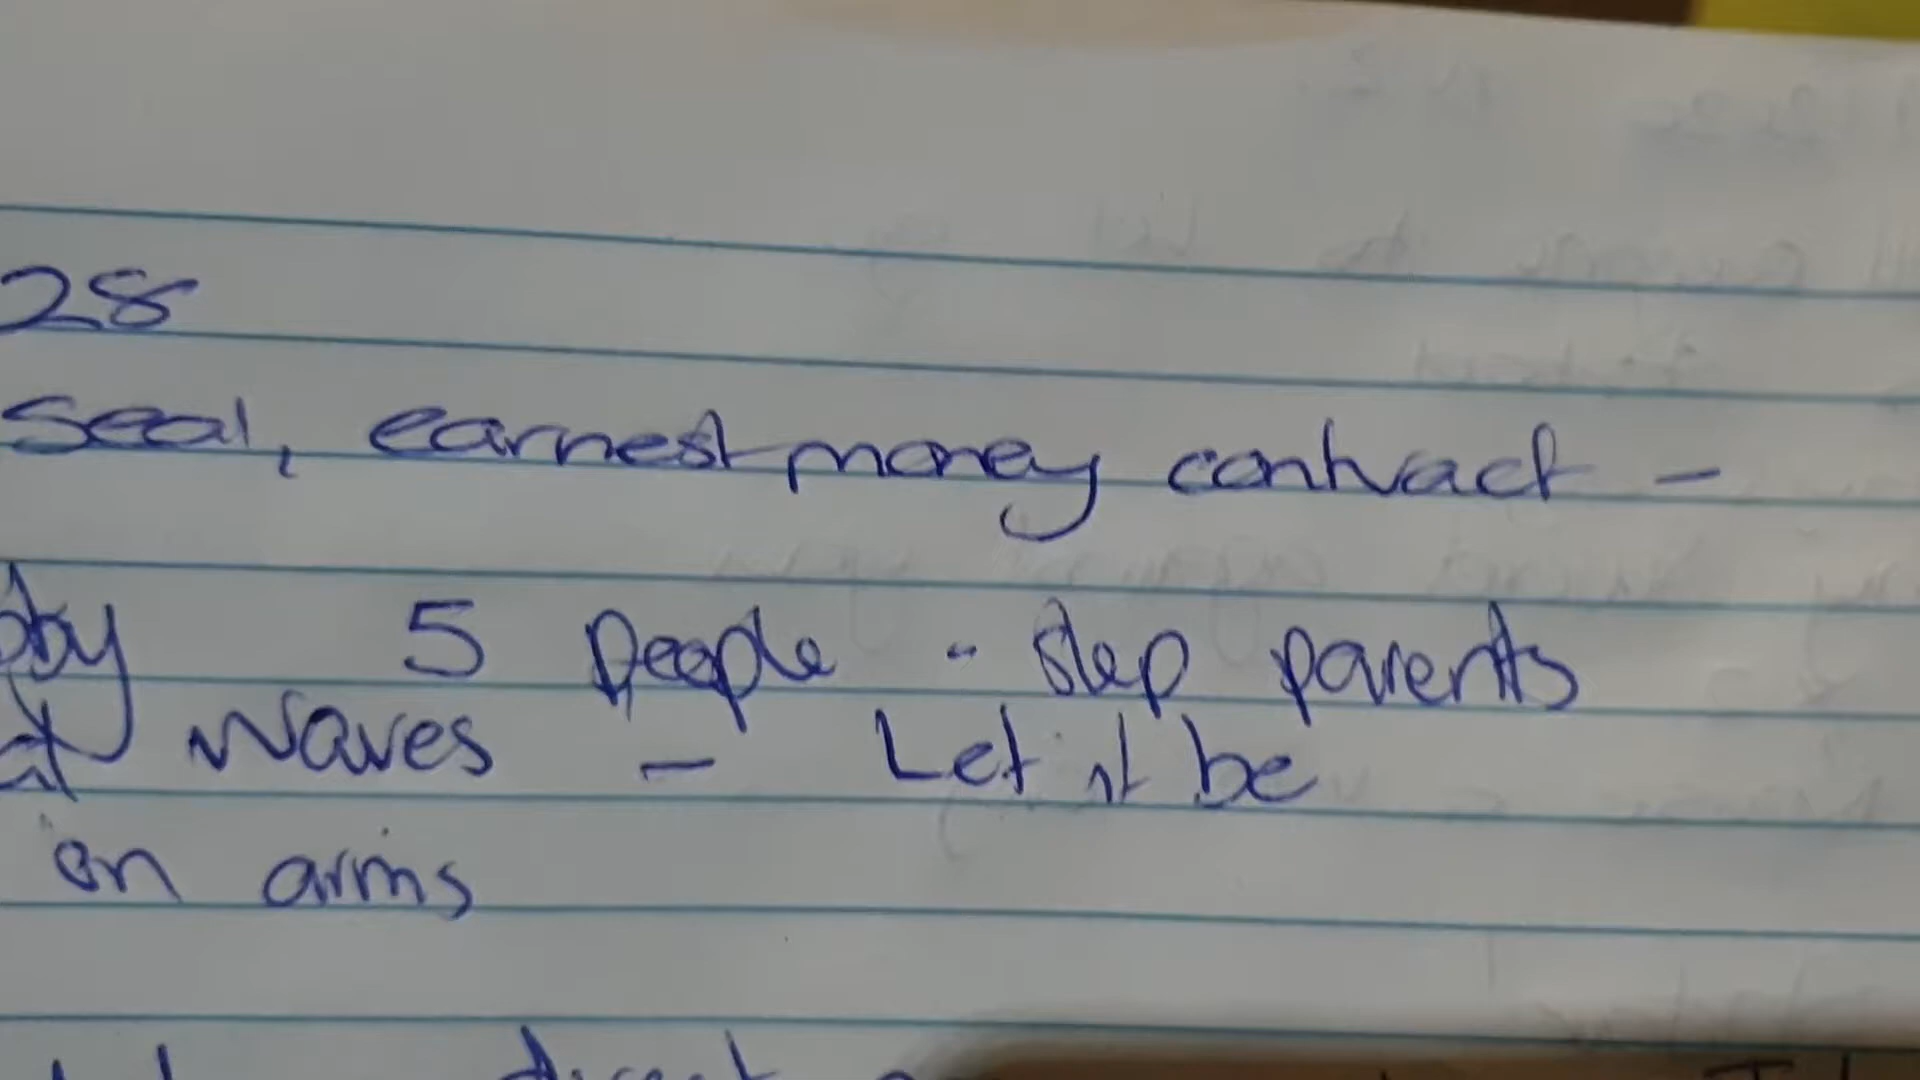 28
seal, earnest money contract -
5 people - step parents
Waves - Let it be
on arms